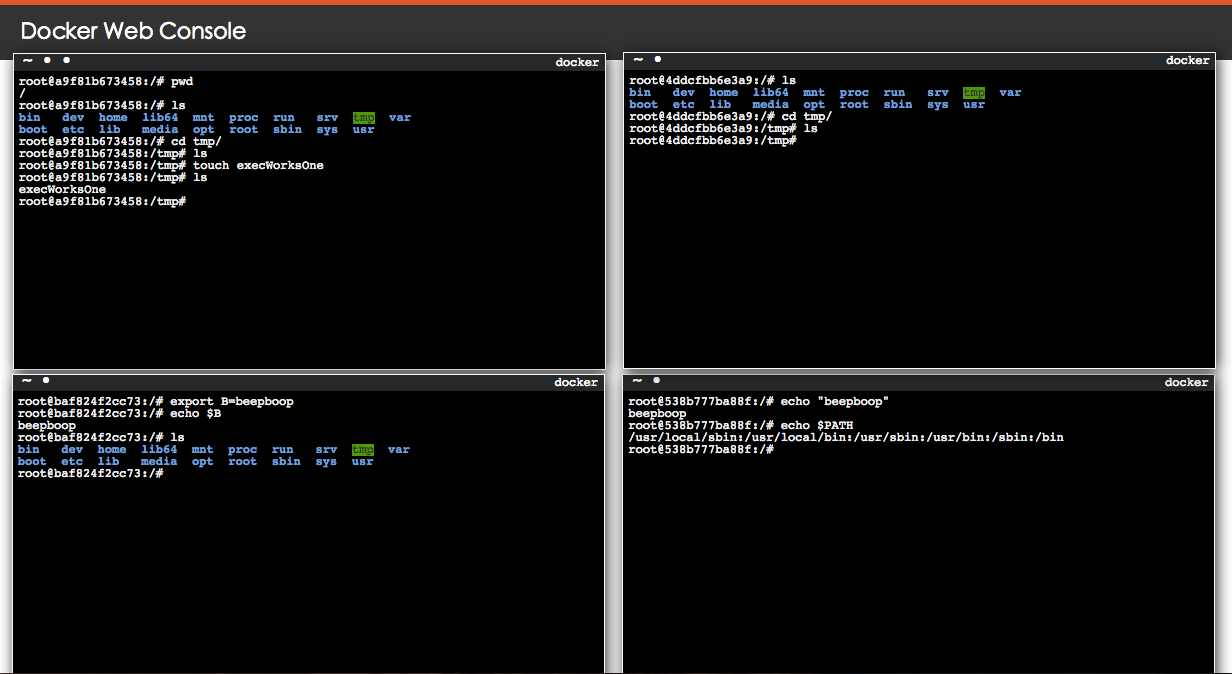 Docker Web Console
~ • •
docker
root@a9f81b673458:/# pwd
/
root@a9f81b673458:/# ls
bin dev home lib64 mnt proc run srv tmp var
boot etc lib media opt root sbin sys usr
root@a9f81b673458:/# cd tmp/
root@a9f81b673458:/tmp# ls
root@a9f81b673458:/tmp# touch execWorksOne
root@a9f81b673458:/tmp# ls
execWorksOne
root@a9f81b673458:/tmp#
~ •
docker
root@4ddcfbb6e3a9:/# ls
bin dev home lib64 mnt proc run srv tmp var
boot etc lib media opt root sbin sys usr
root@4ddcfbb6e3a9:/# cd tmp/
root@4ddcfbb6e3a9:/tmp# ls
root@4ddcfbb6e3a9:/tmp#
~ •
docker
root@baf824f2cc73:/# export B=beepboop
root@baf824f2cc73:/# echo $B
beepboop
root@baf824f2cc73:/# ls
bin dev home lib64 mnt proc run srv tmp var
boot etc lib media opt root sbin sys usr
root@baf824f2cc73:/#
~ •
docker
root@538b777ba88f:/# echo "beepboop"
beepboop
root@538b777ba88f:/# echo $PATH
/usr/local/sbin:/usr/local/bin:/usr/sbin:/usr/bin:/sbin:/bin
root@538b777ba88f:/#